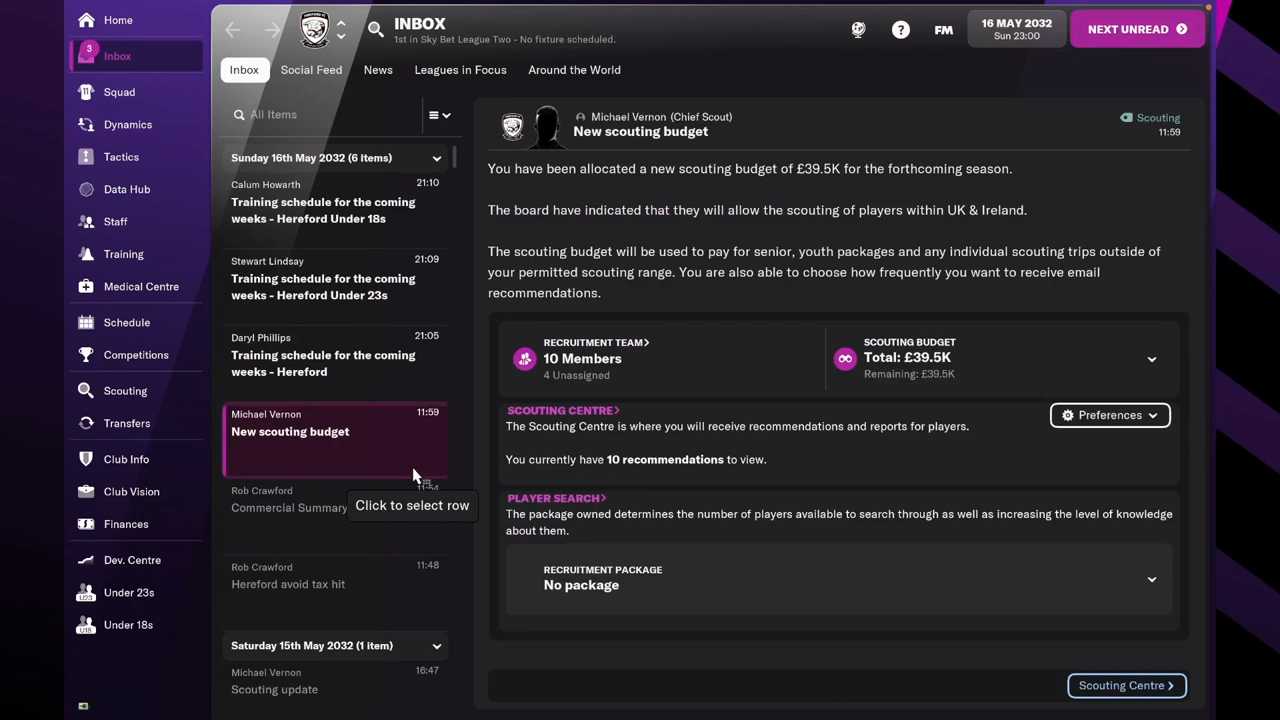 Home
3
Inbox
11
Squad
Dynamics
Tactics
Data Hub
Staff
Training
Medical Centre
Schedule
Competitions
Scouting
Transfers
Club Info
Club Vision
Finances
Dev. Centre
U23
Under 23s
U18
Under 18s
INBOX
1st in Sky Bet League Two - No fixture scheduled.
?
FM
16 MAY 2032
Sun 23:00
NEXT UNREAD
Inbox
Social Feed
News
Leagues in Focus
Around the World
All Items
Sunday 16th May 2032 (6 items)
Calum Howarth
21:10
Training schedule for the coming
weeks - Hereford Under 18s
Stewart Lindsay
21:09
Training schedule for the coming
weeks - Hereford Under 23s
Daryl Phillips
21:05
Training schedule for the coming
weeks - Hereford
Michael Vernon
11:59
New scouting budget
Rob Crawford
11:54
Commercial Summary
Click to select row
Rob Crawford
11:48
Hereford avoid tax hit
Saturday 15th May 2032 (1 item)
Michael Vernon
16:47
Scouting update
Michael Vernon (Chief Scout)
New scouting budget
Scouting
11:59
You have been allocated a new scouting budget of £39.5K for the forthcoming season.
The board have indicated that they will allow the scouting of players within UK & Ireland.
The scouting budget will be used to pay for senior, youth packages and any individual scouting trips outside of
your permitted scouting range. You are also able to choose how frequently you want to receive email
recommendations.
RECRUITMENT TEAM>
10 Members
4 Unassigned
SCOUTING BUDGET
Total: £39.5K
Remaining: £39.5K
SCOUTING CENTRE>
The Scouting Centre is where you will receive recommendations and reports for players.
Preferences
You currently have 10 recommendations to view.
PLAYER SEARCH>
The package owned determines the number of players available to search through as well as increasing the level of knowledge
about them.
RECRUITMENT PACKAGE
No package
Scouting Centre >